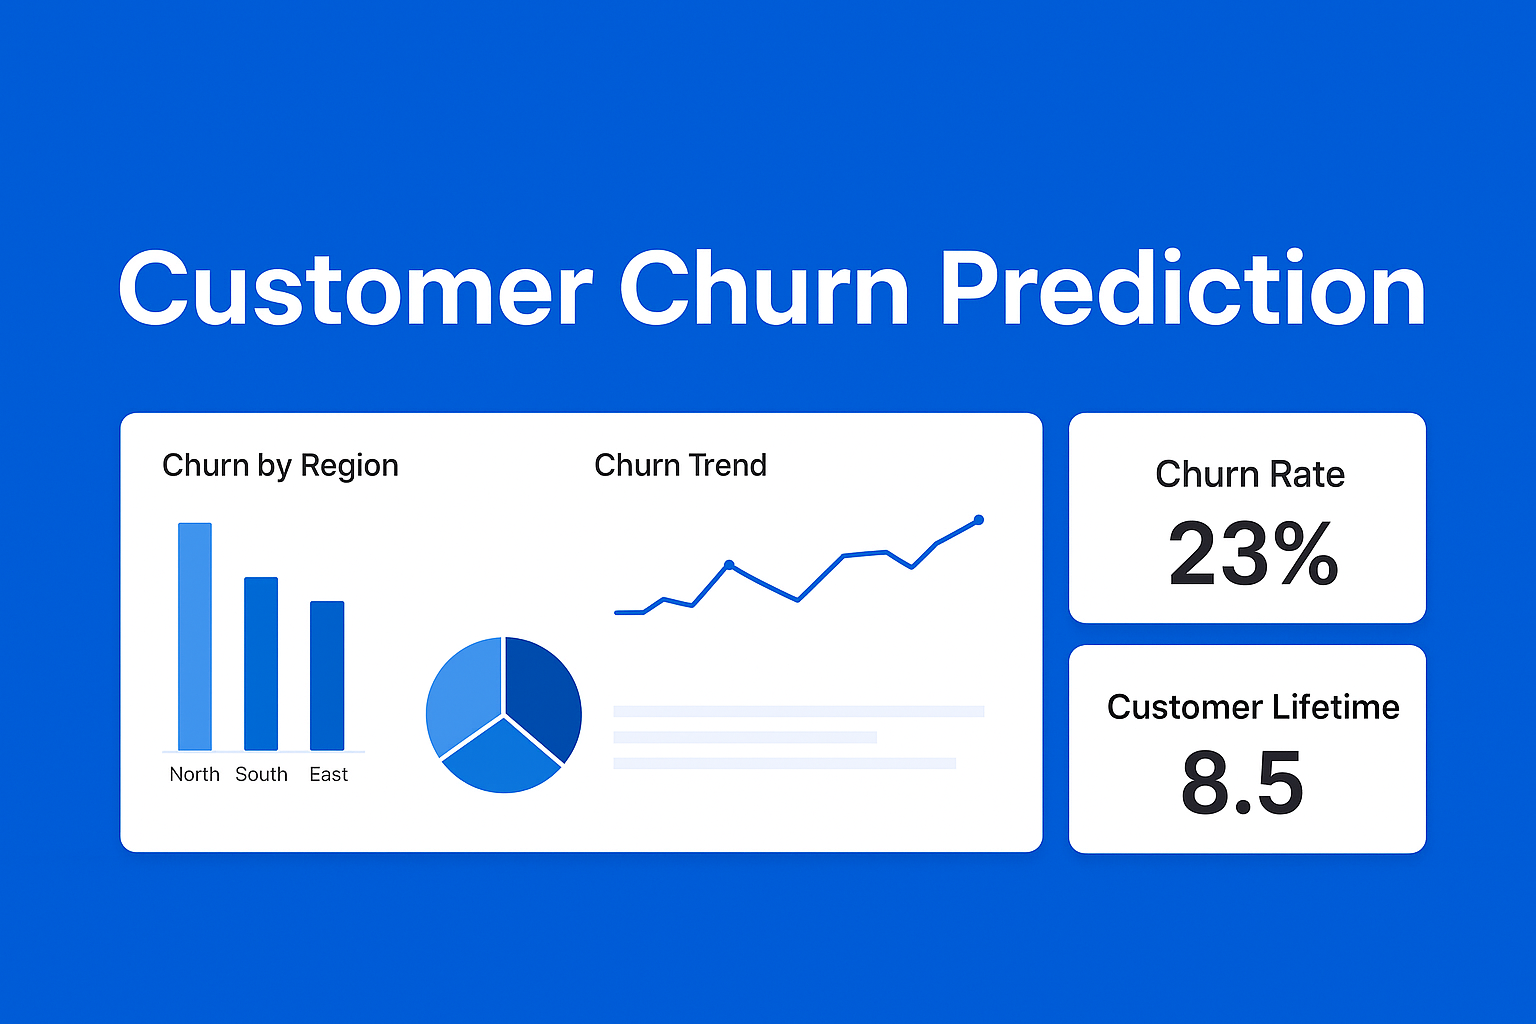 Customer Churn Prediction
Churn by Region
North South East
Churn Trend
Churn Rate
23%
Customer Lifetime
8.5